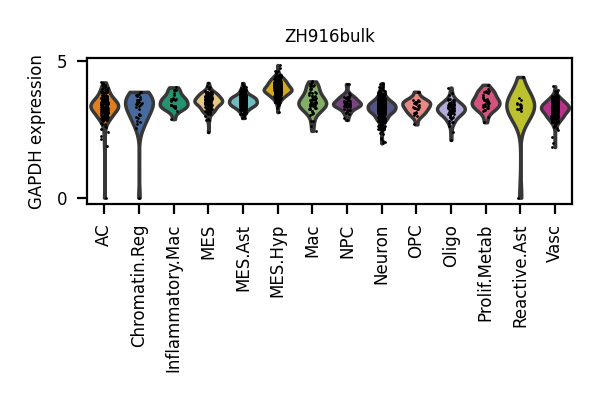 ZH916bulk
GAPDH expression
5
0
AC
Chromatin.Reg
Inflammatory.Mac
MES
MES.Ast
MES.Hyp
Mac
NPC
Neuron
OPC
Oligo
Prolif.Metab
Reactive.Ast
Vasc